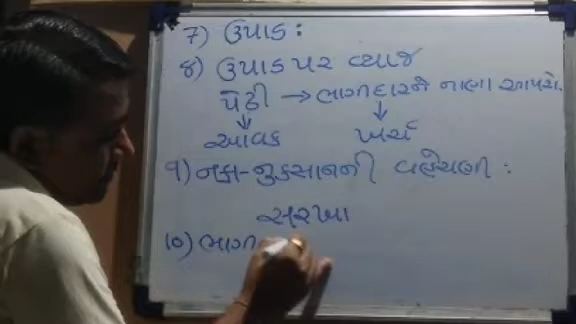 7) ઉપાડ :
8) ઉપાડ પર વ્યાજ
પેઢી → ભાગીદારને નાણા આપશે.
↓ ↓
આવક ખર્ચ
9) નફા-નુકસાનની વહેંચણી :
સરખા
10) ભાગી